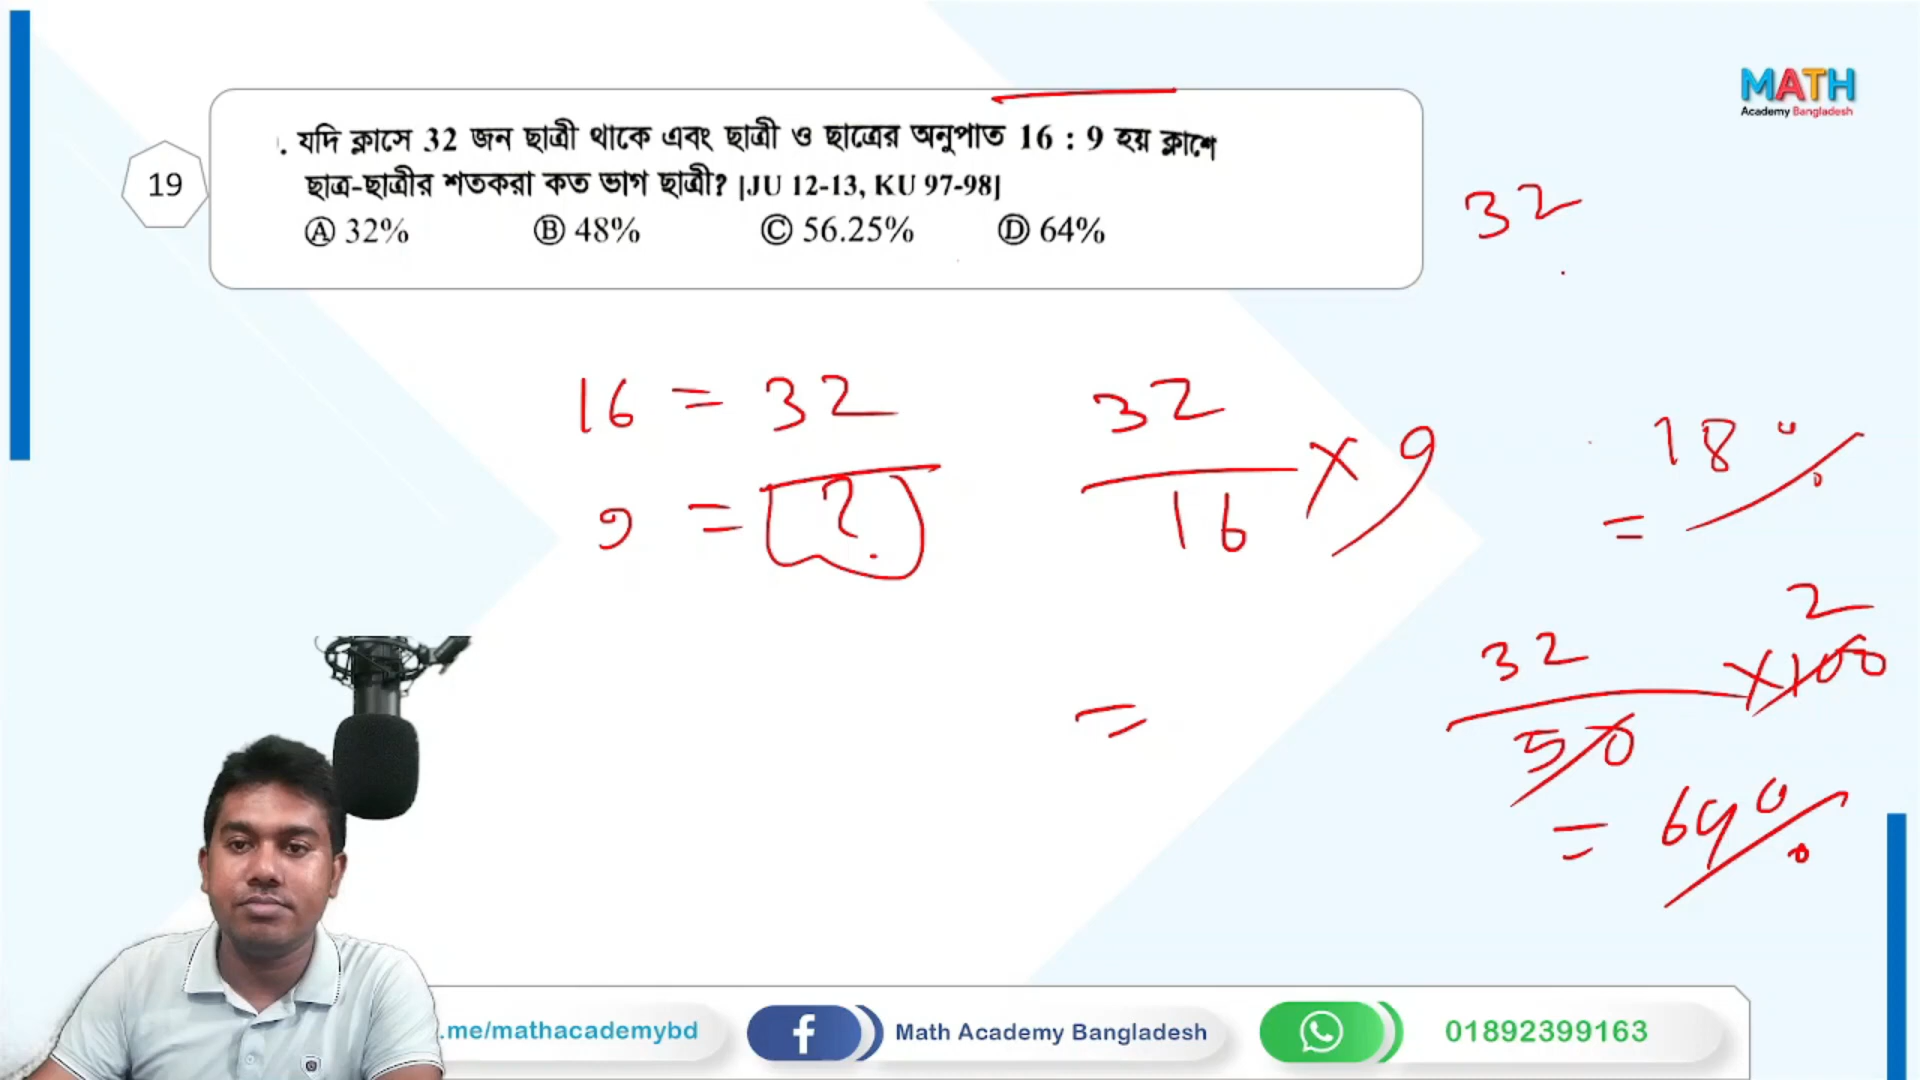 MATH
Academy Bangladesh
19
. যদি ক্লাসে 32 জন ছাত্রী থাকে এবং ছাত্রী ও ছাত্রের অনুপাত 16 : 9 হয় ক্লাশে
ছাত্র-ছাত্রীর শতকরা কত ভাগ ছাত্রী? [JU 12-13, KU 97-98]
Ⓐ 32% Ⓑ 48% Ⓒ 56.25% Ⓓ 64%
32
16 = 32
9 = ?
32
16
× 9
= 18%
=
32
50
×100
2
= 64%
.me/mathacademybd
f
Math Academy Bangladesh
01892399163